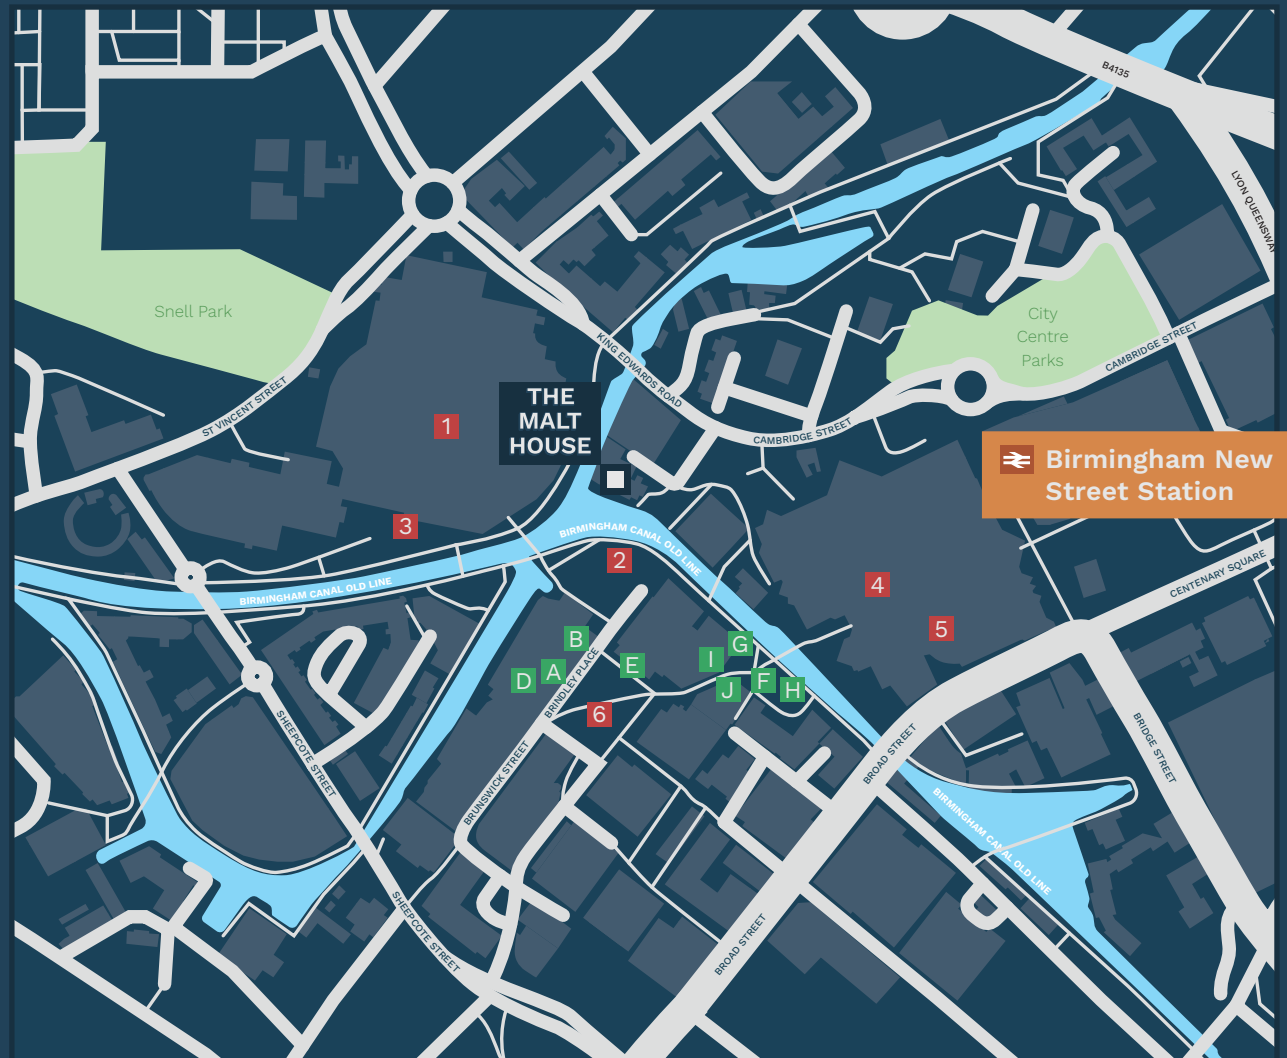 B4135
LYON QUEENSWAY
Snell Park
City
Centre
Parks
CAMBRIDGE STREET
KING EDWARDS ROAD
ST VINCENT STREET
THE
MALT
HOUSE
1
CAMBRIDGE STREET
Birmingham New
Street Station
3
BIRMINGHAM CANAL OLD LINE
2
BIRMINGHAM CANAL OLD LINE
4
CENTENARY SQUARE
5
B
G
I
E
A
D
F
J
H
6
BRINDLEY PLACE
SHEEPCOTE STREET
BRUNSWICK STREET
BROAD STREET
BRIDGE STREET
BIRMINGHAM CANAL OLD LINE
SHEEPCOTE STREET
BROAD STREET